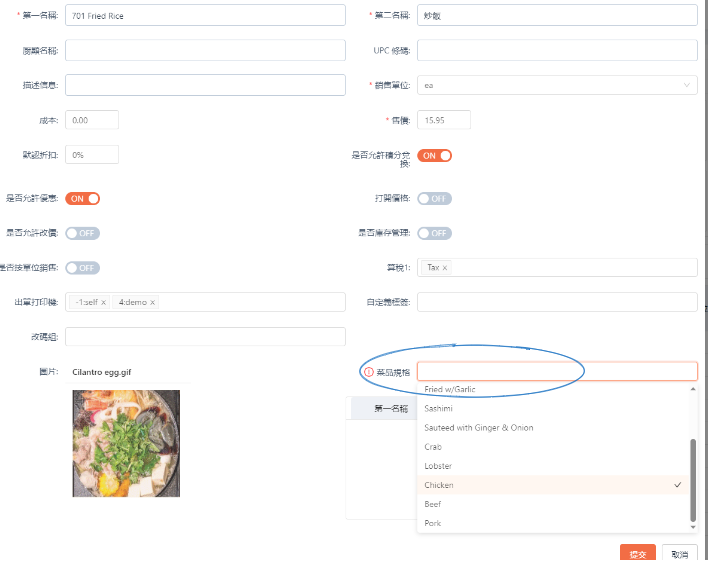 * 第一名稱: 701 Fried Rice
* 第二名稱: 炒飯
閱顯名稱:
UPC 條碼:
描述信息:
* 銷售單位: ea
成本: 0.00
* 售價: 15.95
默認折扣: 0%
是否允許積分兌換: ON
是否允許優惠: ON
打開價格: OFF
是否允許改價: OFF
是否庫存管理: OFF
是否按單位銷售: OFF
算稅1: Tax ×
出單打印機: -1:self × 4:demo ×
自定義標簽:
改碼組:
圖片: Cilantro egg.gif
菜品規格
第一名稱
Fried w/Garlic
Sashimi
Sauteed with Ginger & Onion
Crab
Lobster
Chicken
Beef
Pork
提交 取消